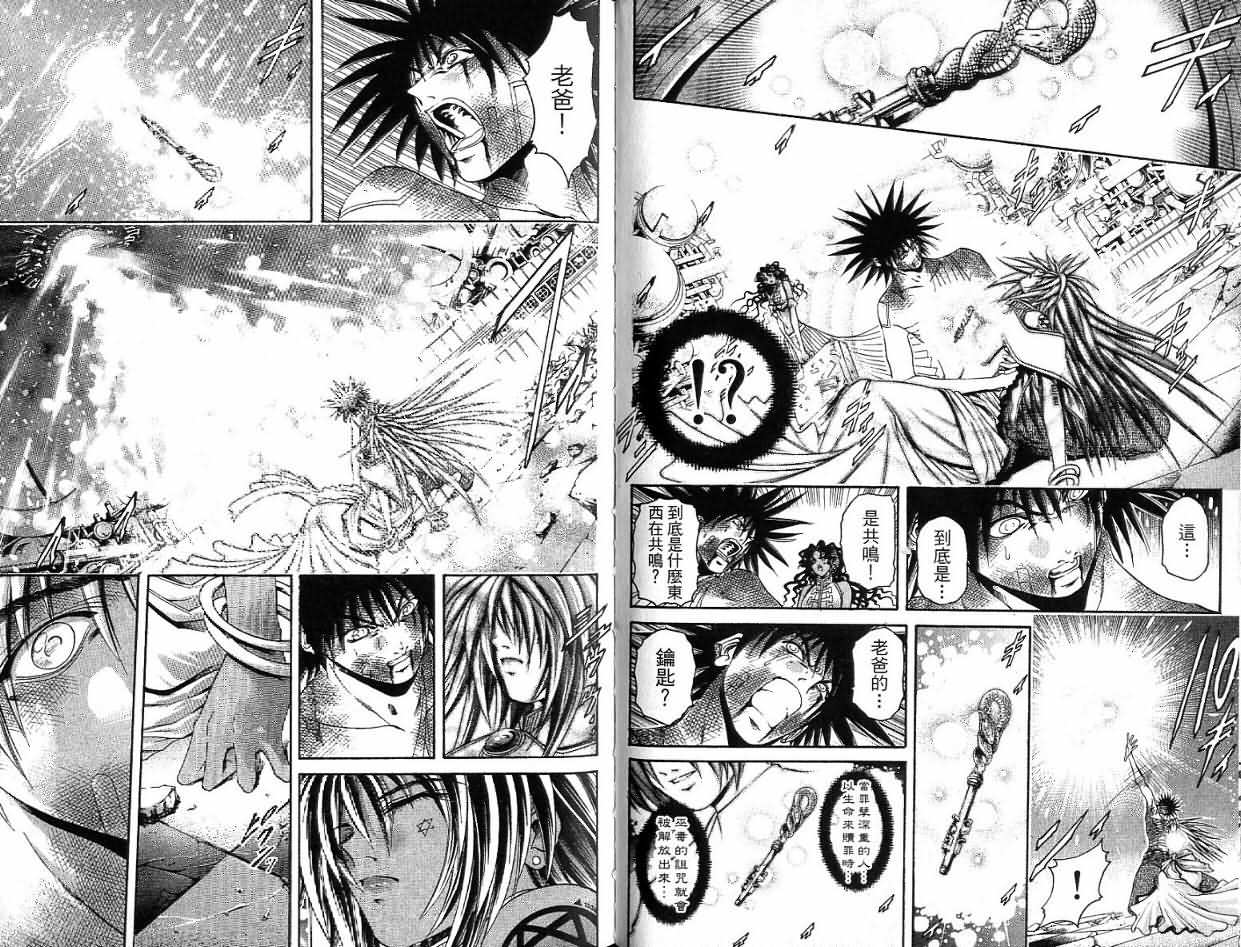 !?
這…
到底是…
是共鳴!
到底是什麼東
西在共鳴?
!
老爸的…
鑰匙?
當罪孽深重的人…
以生命來贖罪時…
巫毒的詛咒就會
被解放出來…
老爸!